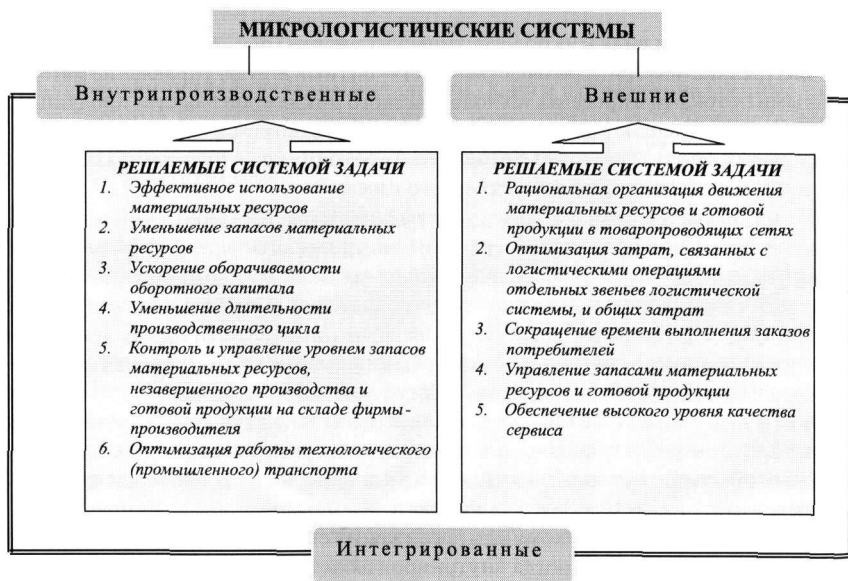 МИКРОЛОГИСТИЧЕСКИЕ СИСТЕМЫ
Внутрипроизводственные
РЕШАЕМЫЕ СИСТЕМОЙ ЗАДАЧИ
1. Эффективное использование
материальных ресурсов
2. Уменьшение запасов материальных
ресурсов
3. Ускорение оборачиваемости
оборотного капитала
4. Уменьшение длительности
производственного цикла
5. Контроль и управление уровнем запасов
материальных ресурсов,
незавершенного производства и
готовой продукции на складе фирмы-
производителя
6. Оптимизация работы технологического
(промышленного) транспорта
Внешние
РЕШАЕМЫЕ СИСТЕМОЙ ЗАДАЧИ
1. Рациональная организация движения
материальных ресурсов и готовой
продукции в товаропроводящих сетях
2. Оптимизация затрат, связанных с
логистическими операциями
отдельных звеньев логистической
системы, и общих затрат
3. Сокращение времени выполнения заказов
потребителей
4. Управление запасами материальных
ресурсов и готовой продукции
5. Обеспечение высокого уровня качества
сервиса
Интегрированные